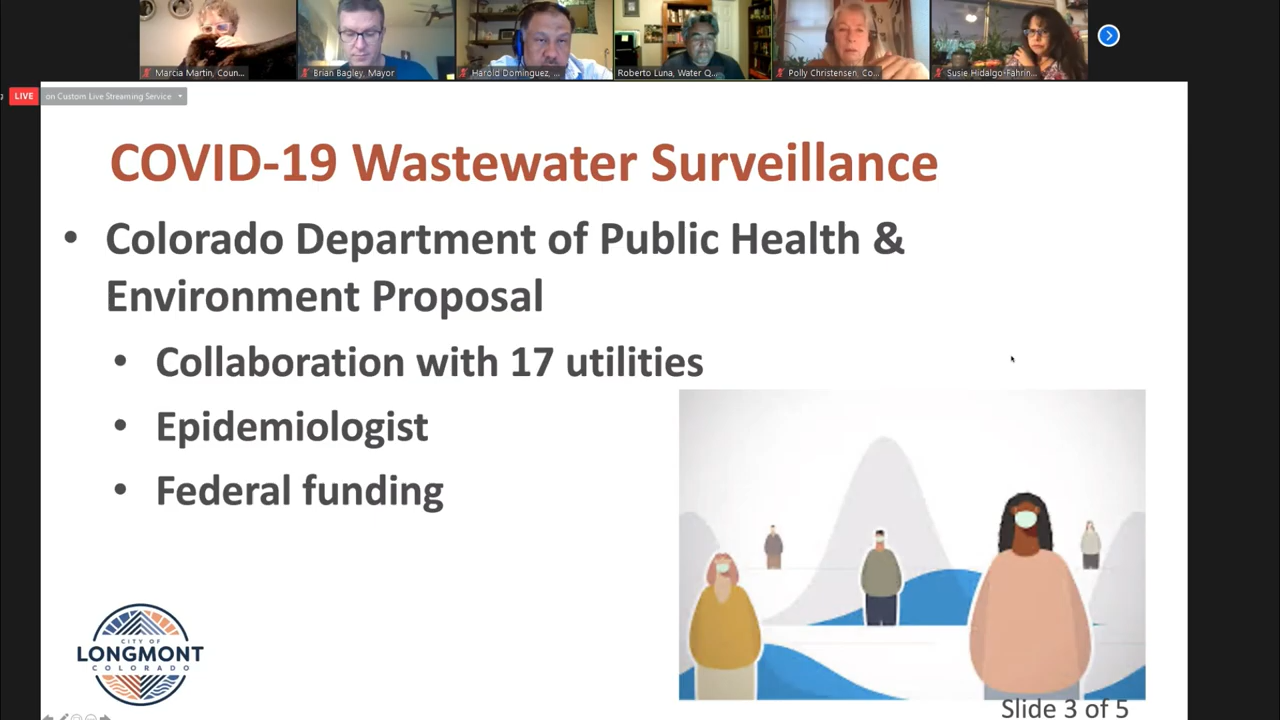 Marcia Martin, Coun...
Brian Bagley, Mayor
Harold Dominguez, ...
Roberto Luna, Water Q...
Polly Christensen, Co...
Susie Hidalgo-Fahrin...
LIVE
on Custom Live Streaming Service
COVID-19 Wastewater Surveillance
• Colorado Department of Public Health &
Environment Proposal
• Collaboration with 17 utilities
• Epidemiologist
• Federal funding
CITY OF
LONGMONT
COLORADO
Slide 3 of 5